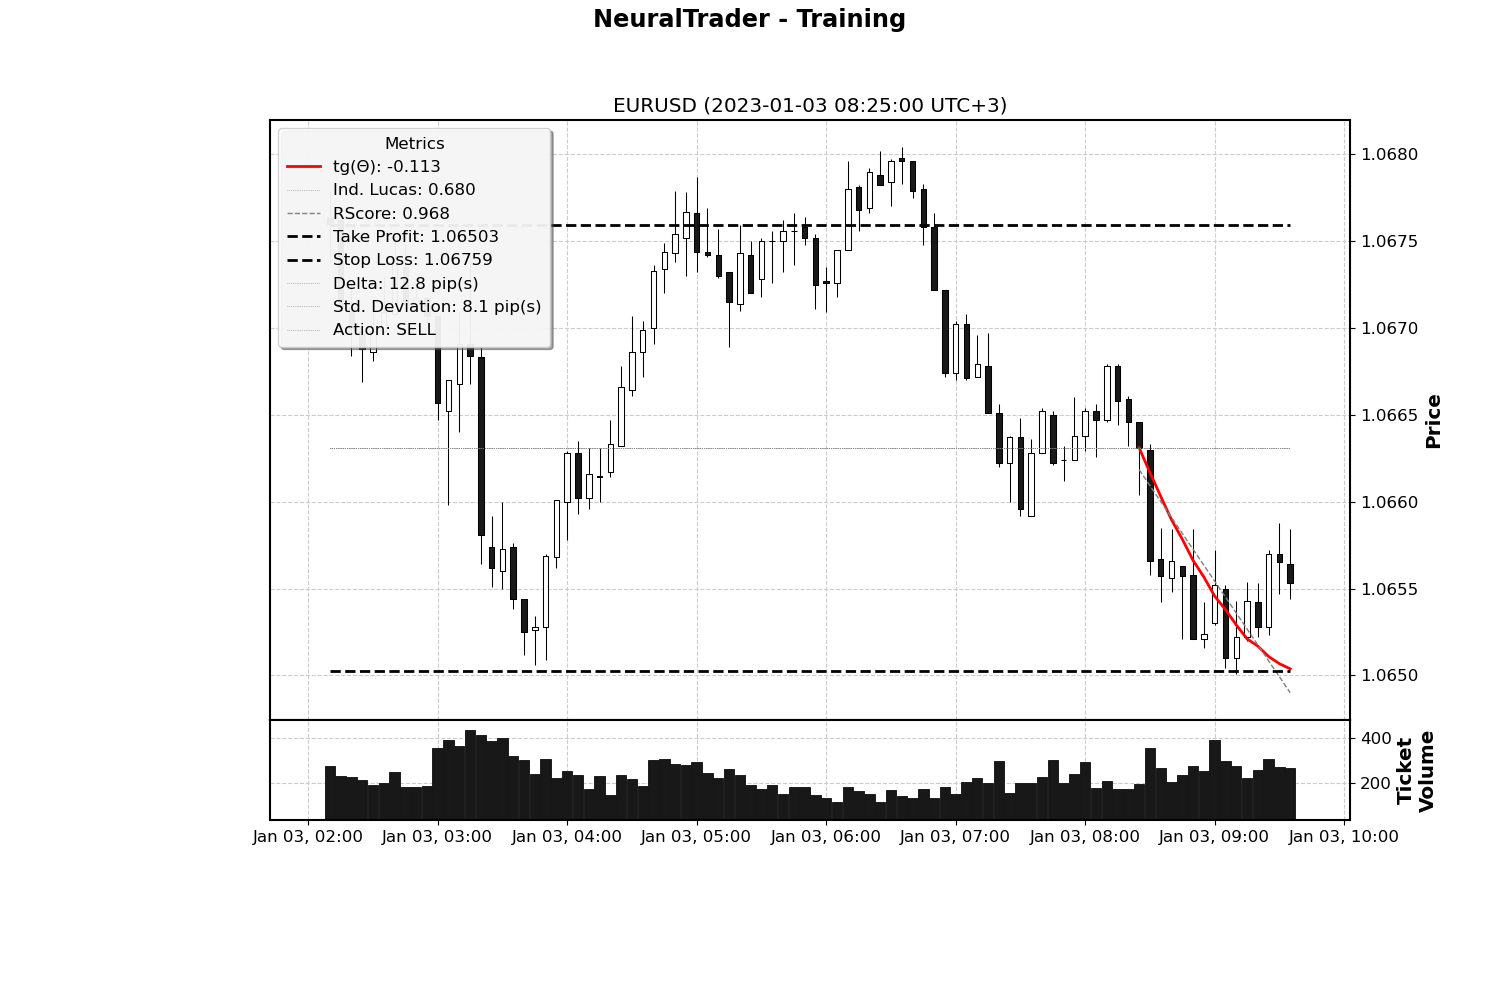 NeuralTrader - Training
EURUSD (2023-01-03 08:25:00 UTC+3)
Metrics
tg(Θ): -0.113
Ind. Lucas: 0.680
RScore: 0.968
Take Profit: 1.06503
Stop Loss: 1.06759
Delta: 12.8 pip(s)
Std. Deviation: 8.1 pip(s)
Action: SELL
1.0680
1.0675
1.0670
1.0665
1.0660
1.0655
1.0650
Price
400
200
Ticket
Volume
Jan 03, 02:00
Jan 03, 03:00
Jan 03, 04:00
Jan 03, 05:00
Jan 03, 06:00
Jan 03, 07:00
Jan 03, 08:00
Jan 03, 09:00
Jan 03, 10:00